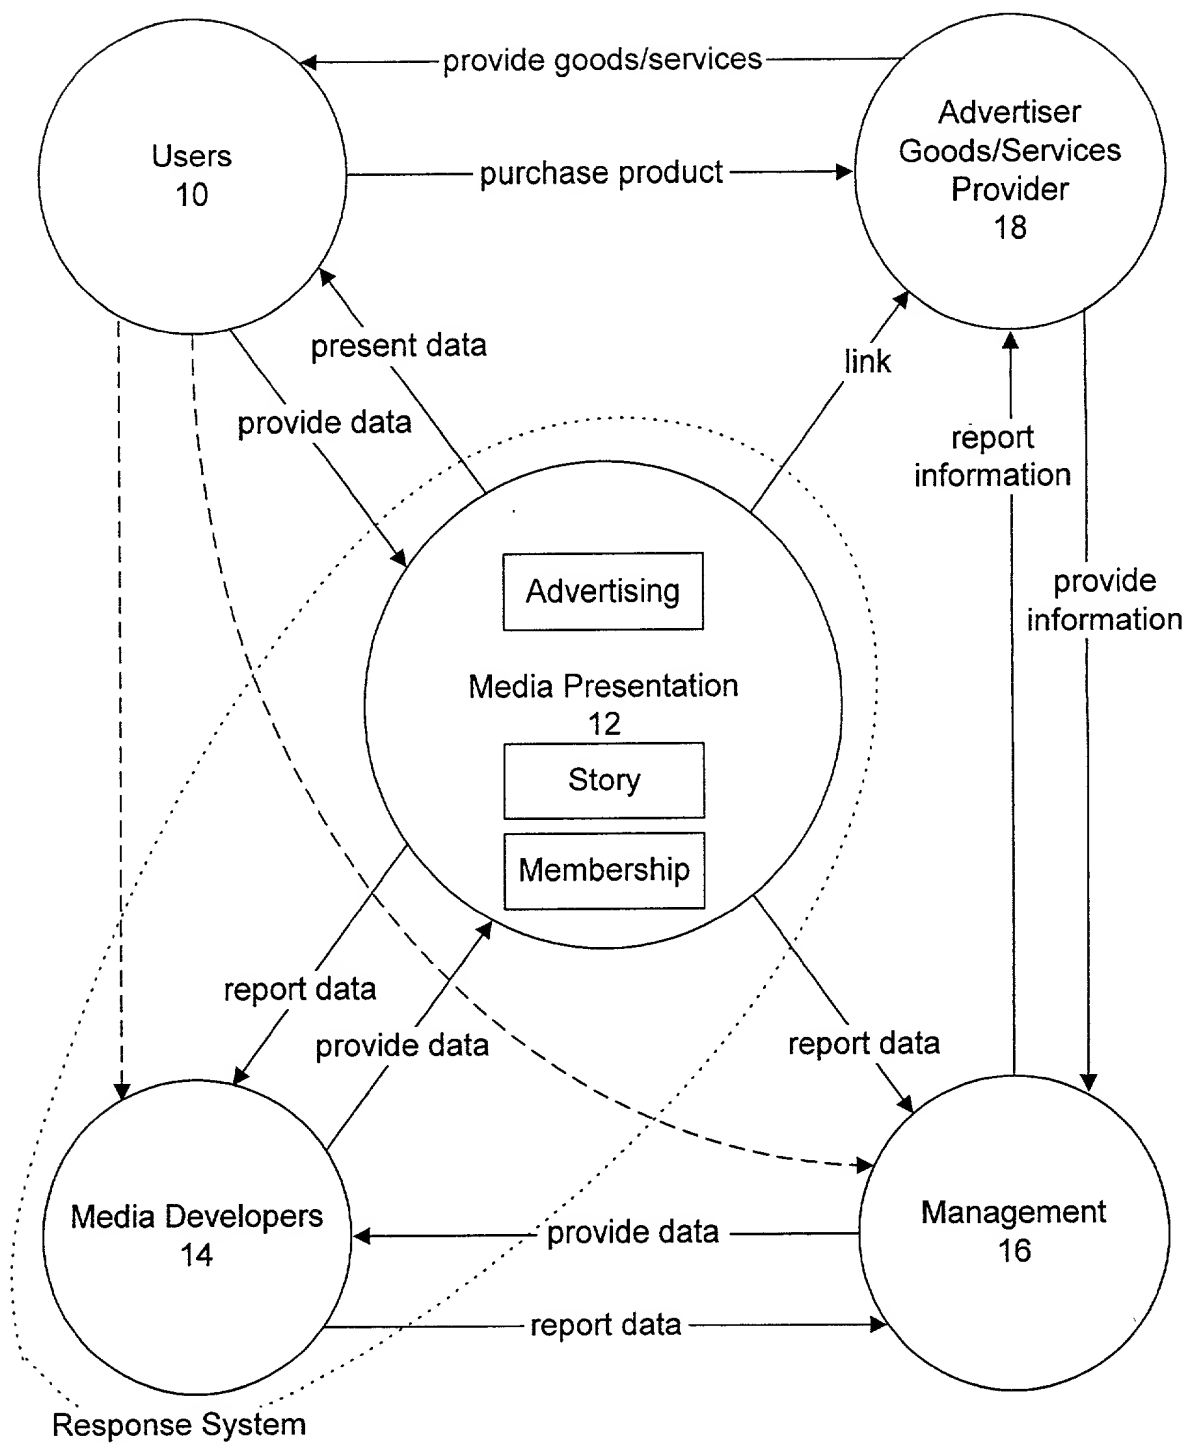 provide goods/services
Users
10
Advertiser
Goods/Services
Provider
18
purchase product
present data
link
provide data
report
information
provide
information
Advertising
Media Presentation
12
Story
Membership
report data
provide data
report data
Media Developers
14
Management
16
provide data
report data
Response System